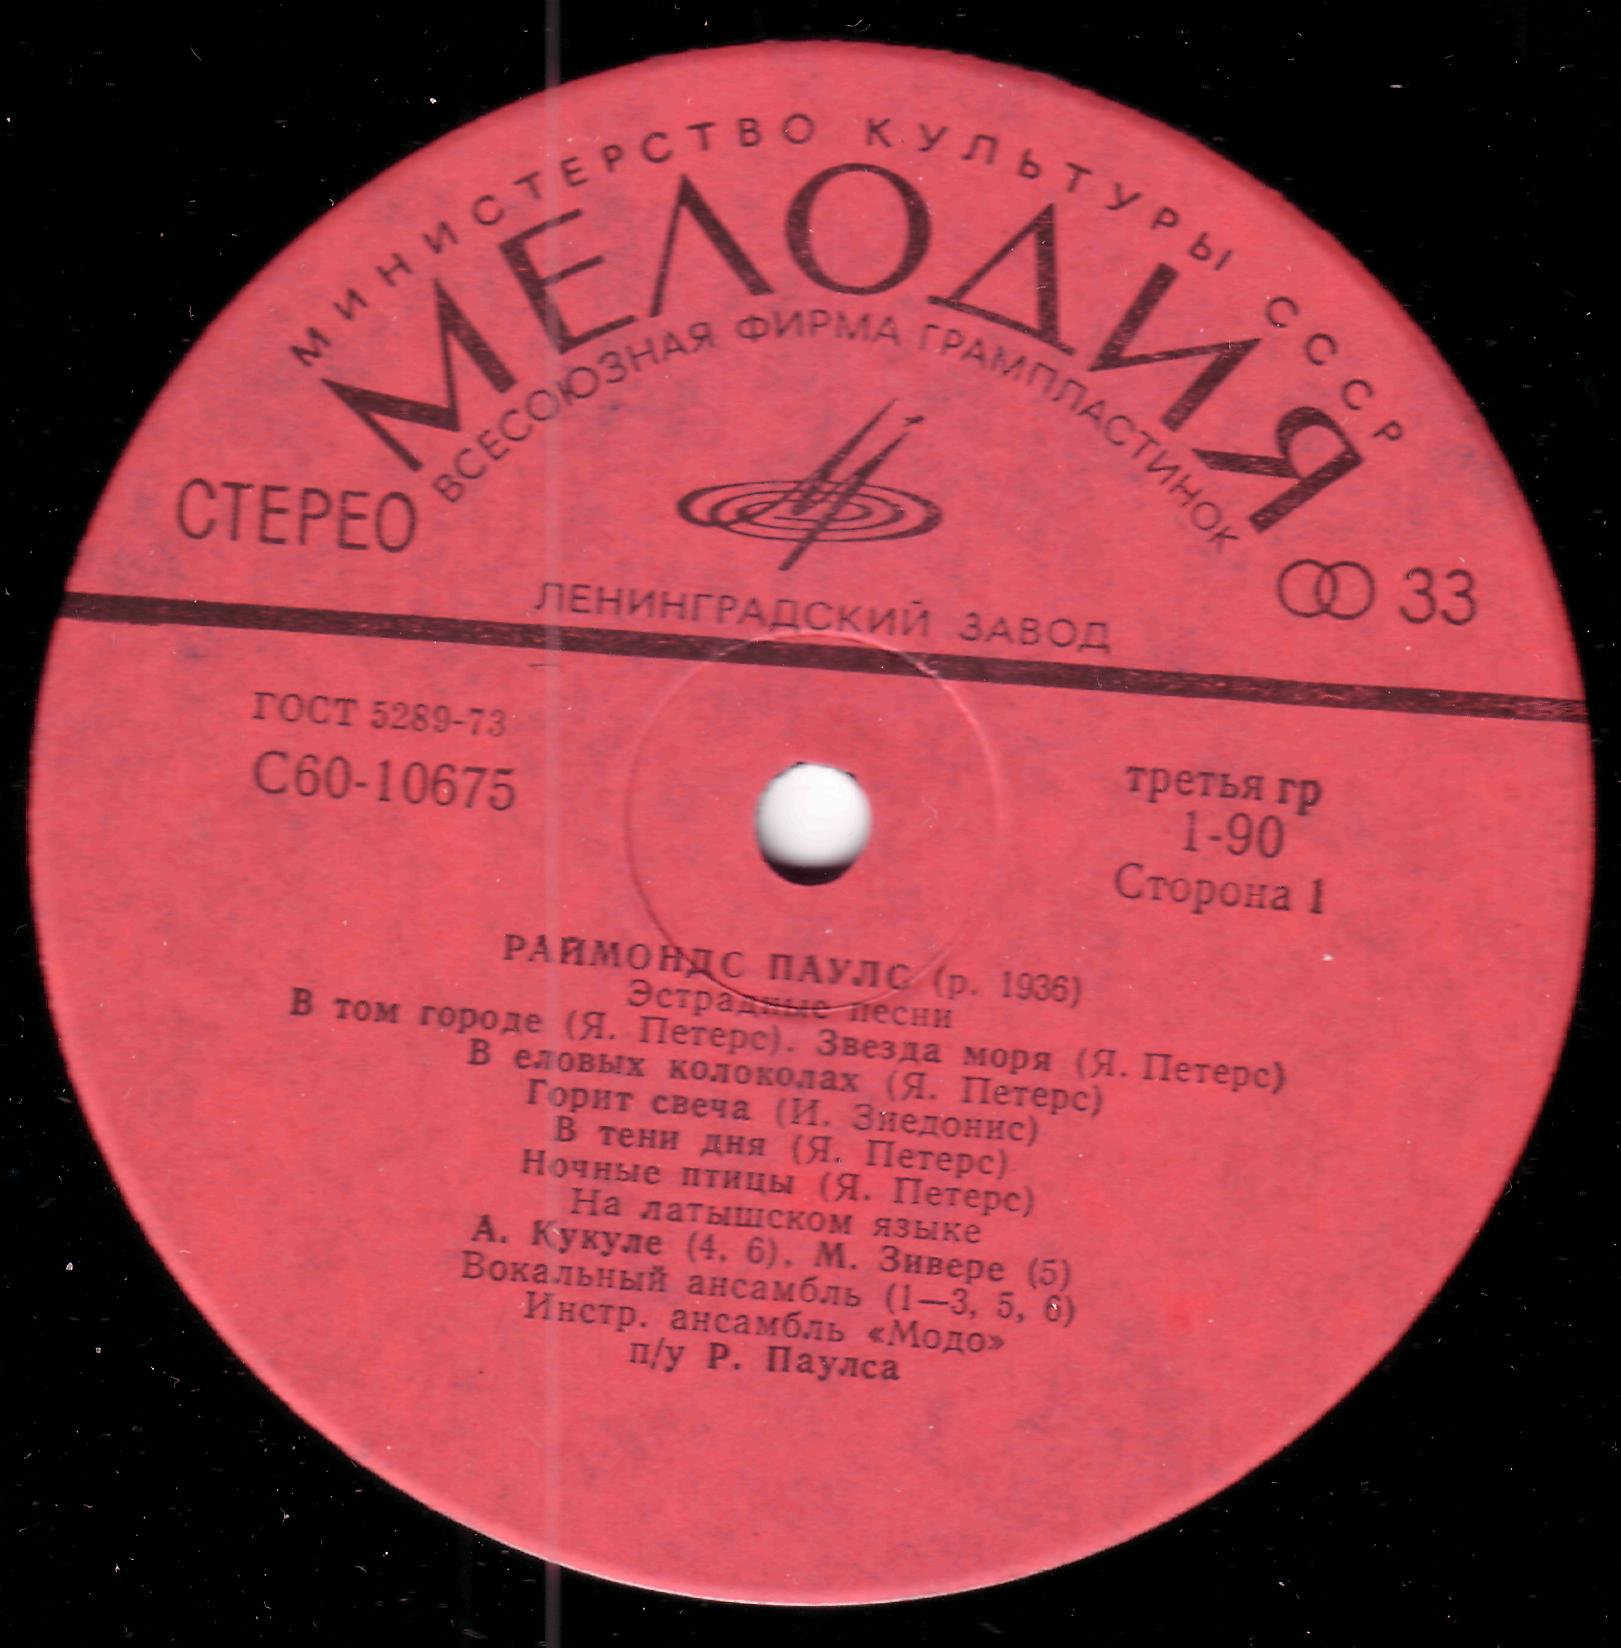 МИНИСТЕРСТВО КУЛЬТУРЫ СССР
МЕЛОДИЯ
ВСЕСОЮЗНАЯ ФИРМА ГРАМПЛАСТИНОК
СТЕРЕО
33
ЛЕНИНГРАДСКИЙ ЗАВОД
ГОСТ 5289-73
С60-10675
третья гр
1-90
Сторона 1
РАЙМОНДС ПАУЛС (р. 1936)
Эстрадные песни
В том городе (Я. Петерс). Звезда моря (Я. Петерс)
В еловых колоколах (Я. Петерс)
Горит свеча (И. Зиедонис)
В тени дня (Я. Петерс)
Ночные птицы (Я. Петерс)
На латышском языке
А. Кукуле (4, 6), М. Зивере (5)
Вокальный ансамбль (1—3, 5, 6)
Инстр. ансамбль «Модо»
п/у Р. Паулса